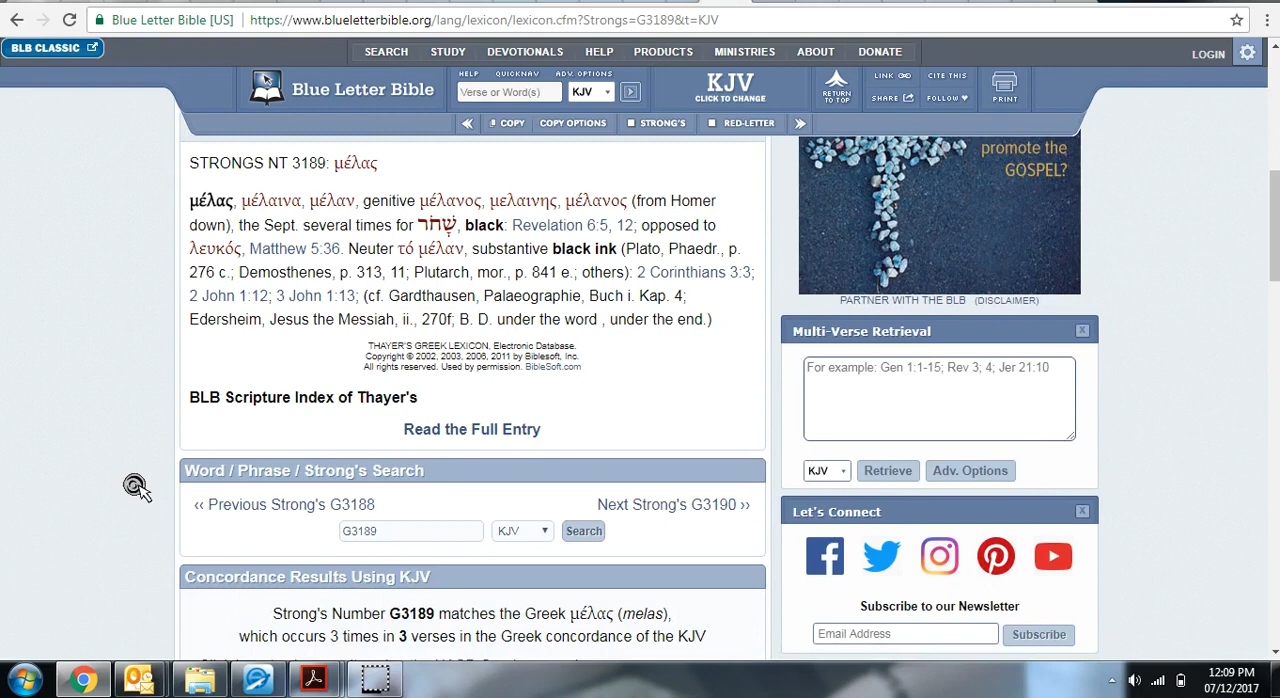 Blue Letter Bible [US] https://www.blueletterbible.org/lang/lexicon/lexicon.cfm?Strongs=G3189&t=KJV
BLB CLASSIC
SEARCH STUDY DEVOTIONALS HELP PRODUCTS MINISTRIES ABOUT DONATE
LOGIN
Blue Letter Bible
HELP QUICKNAV ADV. OPTIONS
Verse or Word(s) KJV
KJV
CLICK TO CHANGE
RETURN
TO TOP
LINK CITE THIS
SHARE FOLLOW
PRINT
COPY COPY OPTIONS STRONG'S RED-LETTER
STRONGS NT 3189: μέλας
μέλας, μέλαινα, μέλαν, genitive μέλανος, μελαινης, μέλανος (from Homer
down), the Sept. several times for שָׁחֹר, black: Revelation 6:5, 12; opposed to
λευκός, Matthew 5:36. Neuter τό μέλαν, substantive black ink (Plato, Phaedr., p.
276 c.; Demosthenes, p. 313, 11; Plutarch, mor., p. 841 e.; others): 2 Corinthians 3:3;
2 John 1:12; 3 John 1:13; (cf. Gardthausen, Palaeographie, Buch i. Kap. 4;
Edersheim, Jesus the Messiah, ii., 270f; B. D. under the word , under the end.)
THAYER'S GREEK LEXICON, Electronic Database.
Copyright © 2002, 2003, 2006, 2011 by Biblesoft, Inc.
All rights reserved. Used by permission. BibleSoft.com
BLB Scripture Index of Thayer's
Read the Full Entry
Word / Phrase / Strong's Search
‹‹ Previous Strong's G3188 Next Strong's G3190 ››
G3189 KJV Search
Concordance Results Using KJV
Strong's Number G3189 matches the Greek μέλας (melas),
which occurs 3 times in 3 verses in the Greek concordance of the KJV
promote the
GOSPEL?
PARTNER WITH THE BLB (DISCLAIMER)
Multi-Verse Retrieval
For example: Gen 1:1-15; Rev 3; 4; Jer 21:10
KJV Retrieve Adv. Options
Let's Connect
Subscribe to our Newsletter
Email Address Subscribe
12:09 PM
07/12/2017